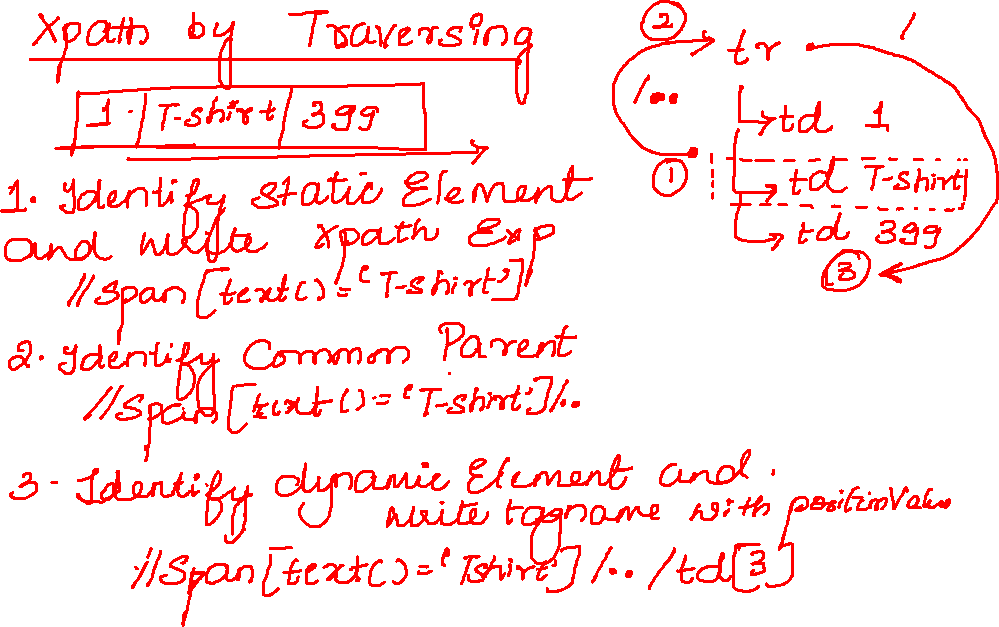 Xpath by Traversing
1. T-shirt 399
1. Identify static Element
and write Xpath Exp
//span[text()='T-shirt']
2. Identify Common Parent
//Span[text()='T-Shirt']/..
3 - Identify dynamic Element and.
write tagname with position Value
//Span[text()='Tshirt']/../td[3]
2 tr /
/..
td 1
1 td T-shirt
td 399
3